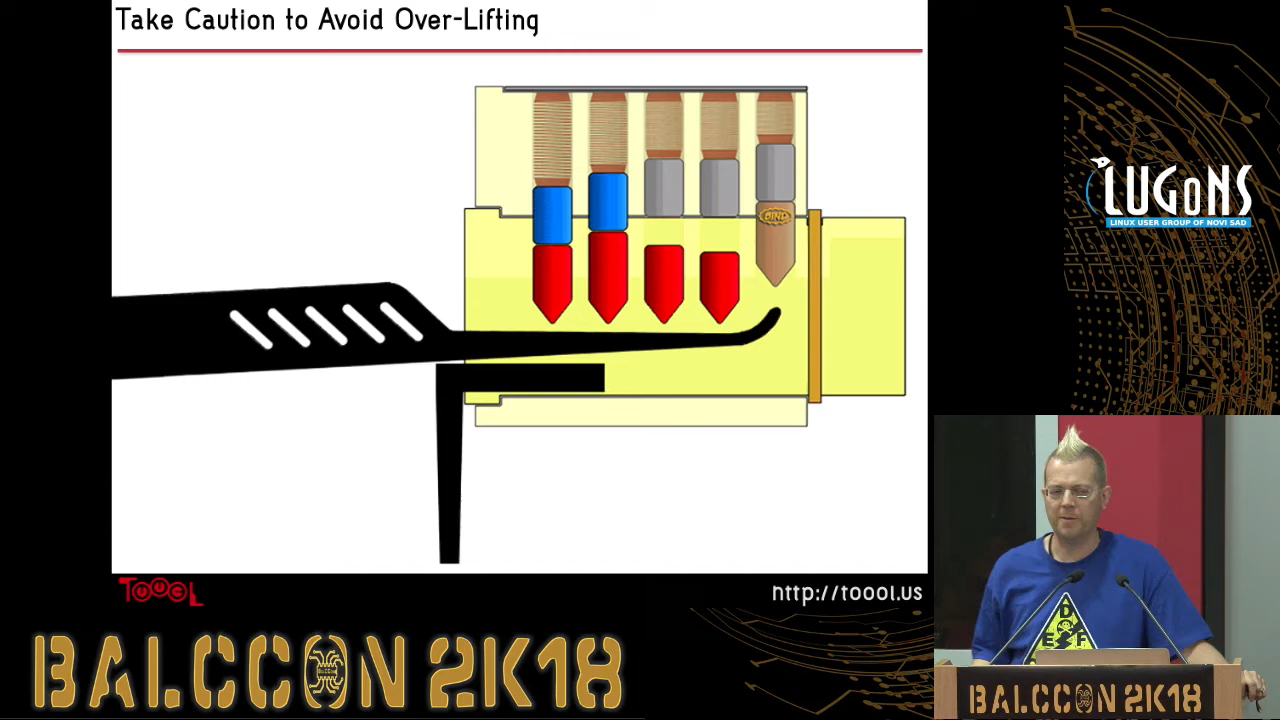 Take Caution to Avoid Over-Lifting
BIND
LUGoNS
LINUX USER GROUP OF NOVI SAD
TOOOL
http://toool.us
BALCCON 2K18
BALCCON 2K18